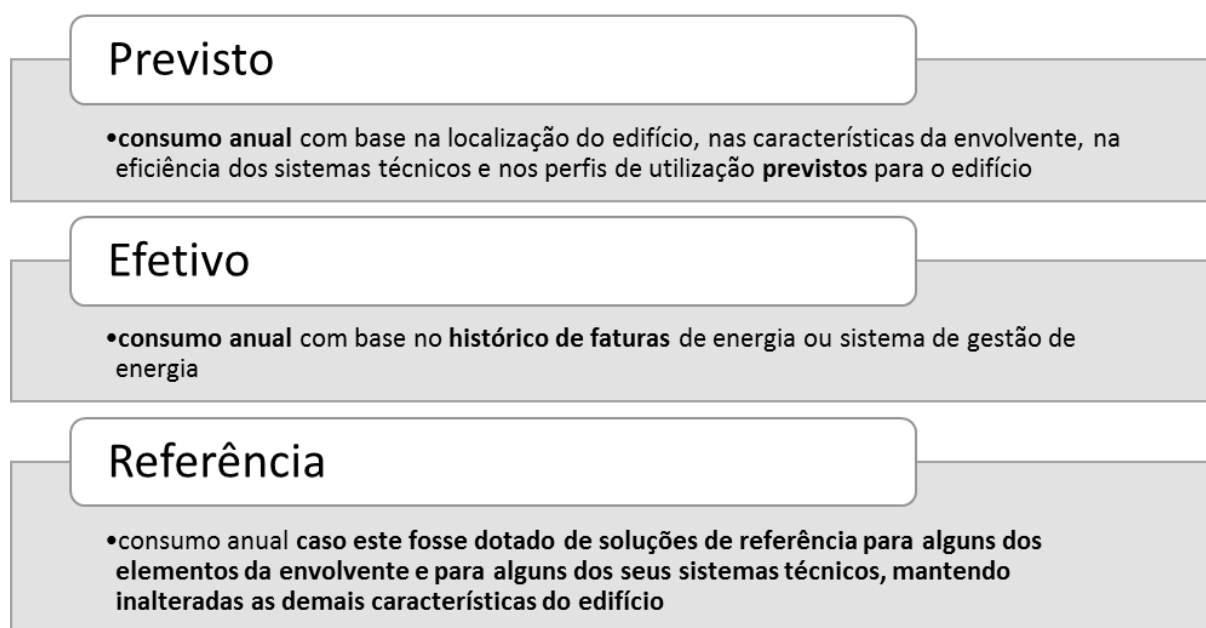 Previsto
•consumo anual com base na localização do edifício, nas características da envolvente, na
eficiência dos sistemas técnicos e nos perfis de utilização previstos para o edifício
Efetivo
•consumo anual com base no histórico de faturas de energia ou sistema de gestão de
energia
Referência
•consumo anual caso este fosse dotado de soluções de referência para alguns dos
elementos da envolvente e para alguns dos seus sistemas técnicos, mantendo
inalteradas as demais características do edifício